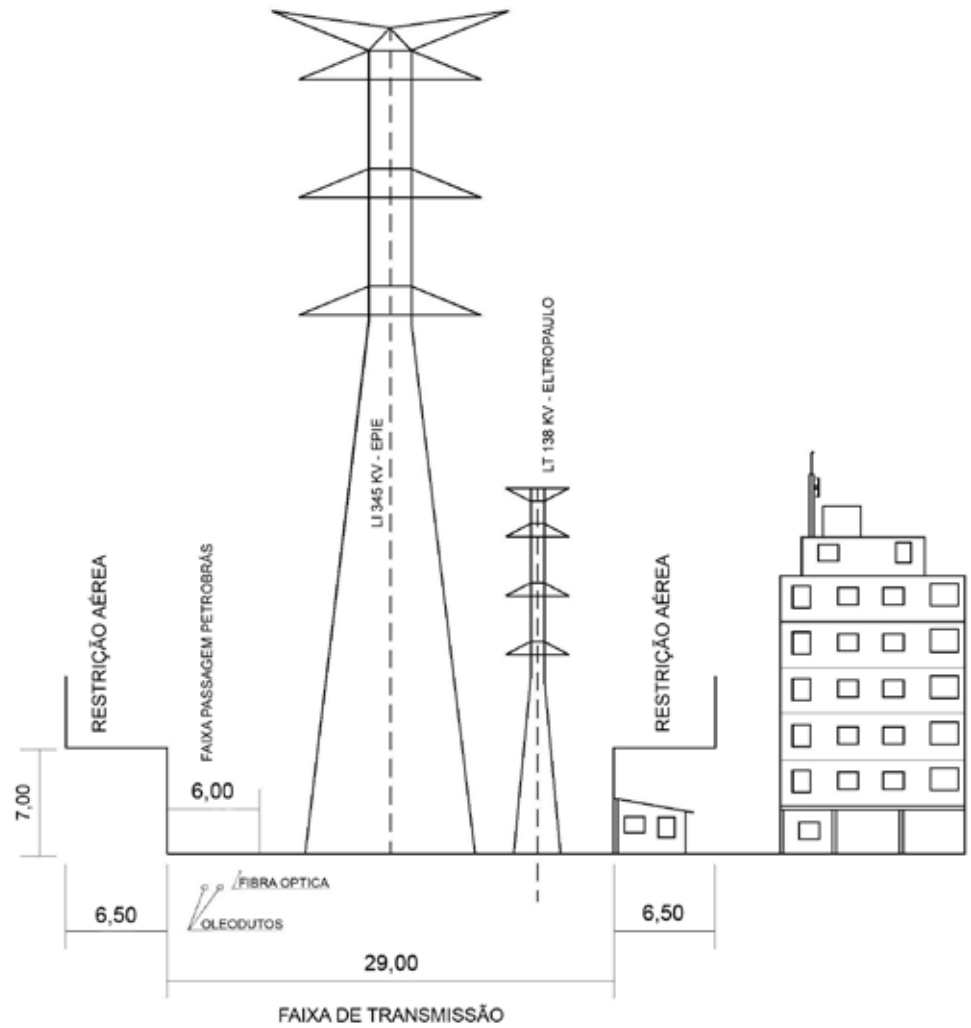 LI 345 KV - EPIE
LT 138 KV - ELTROPAULO
RESTRIÇÃO AÉREA
FAIXA PASSAGEM PETROBRÁS
RESTRIÇÃO AÉREA
7,00
6,00
FIBRA OPTICA
OLEODUTOS
6,50
6,50
29,00
FAIXA DE TRANSMISSÃO